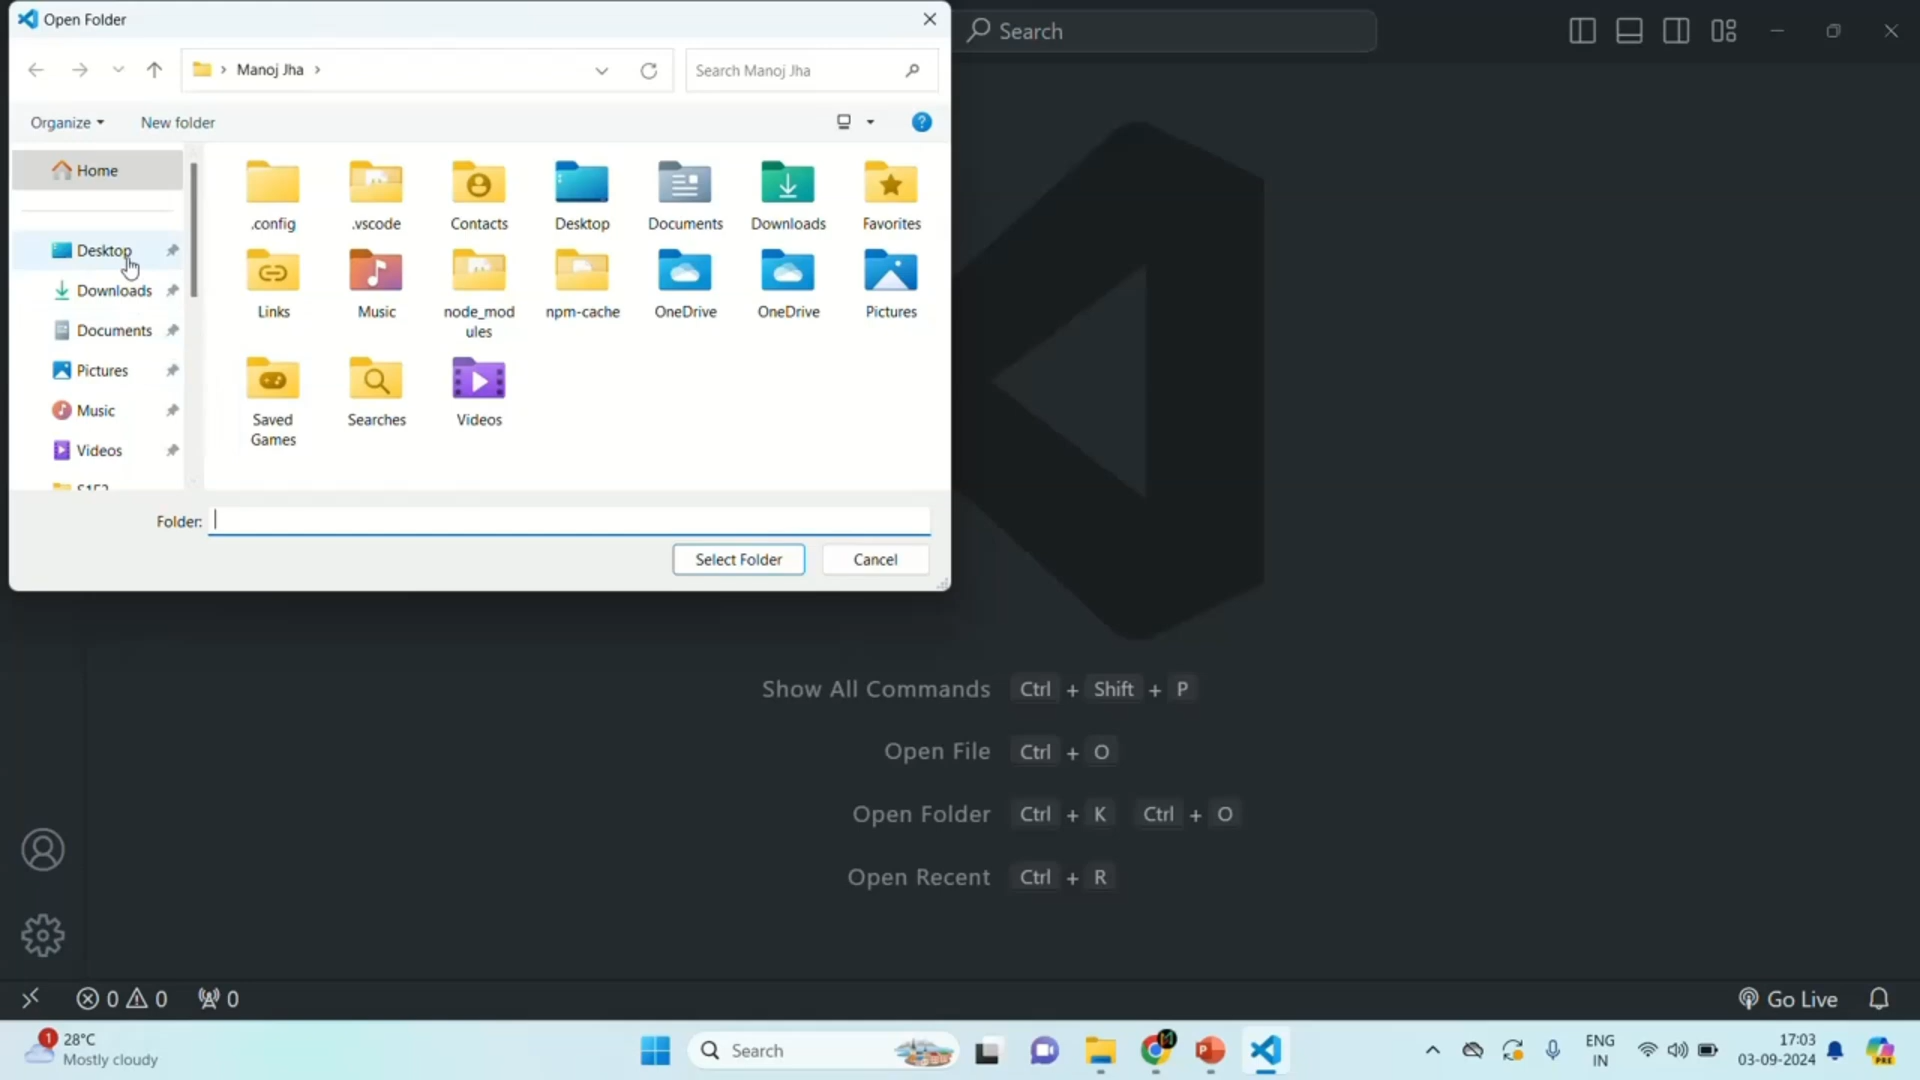 Open Folder
Search
Manoj Jha
Search Manoj Jha
Organize
New folder
Home
.config
.vscode
Contacts
Desktop
Documents
Downloads
Favorites
Desktop
Downloads
Links
Music
node_mod
ules
npm-cache
OneDrive
OneDrive
Pictures
Documents
Pictures
Music
Videos
Saved
Games
Searches
Videos
Folder:
Select Folder
Cancel
Show All Commands Ctrl + Shift + P
Open File Ctrl + O
Open Folder Ctrl + K Ctrl + O
Open Recent Ctrl + R
0 0 0
Go Live
1
28°C
Mostly cloudy
Search
ENG
IN
17:03
03-09-2024
PRE